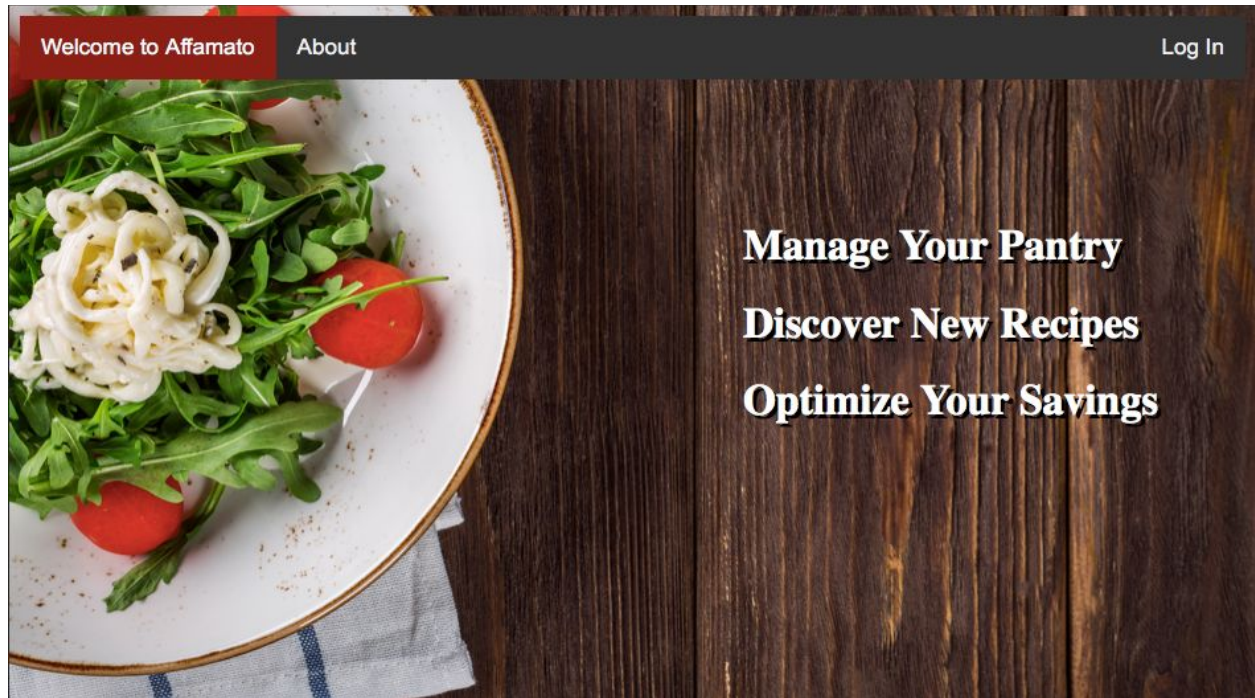 Welcome to Affamato About Log In
Manage Your Pantry
Discover New Recipes
Optimize Your Savings